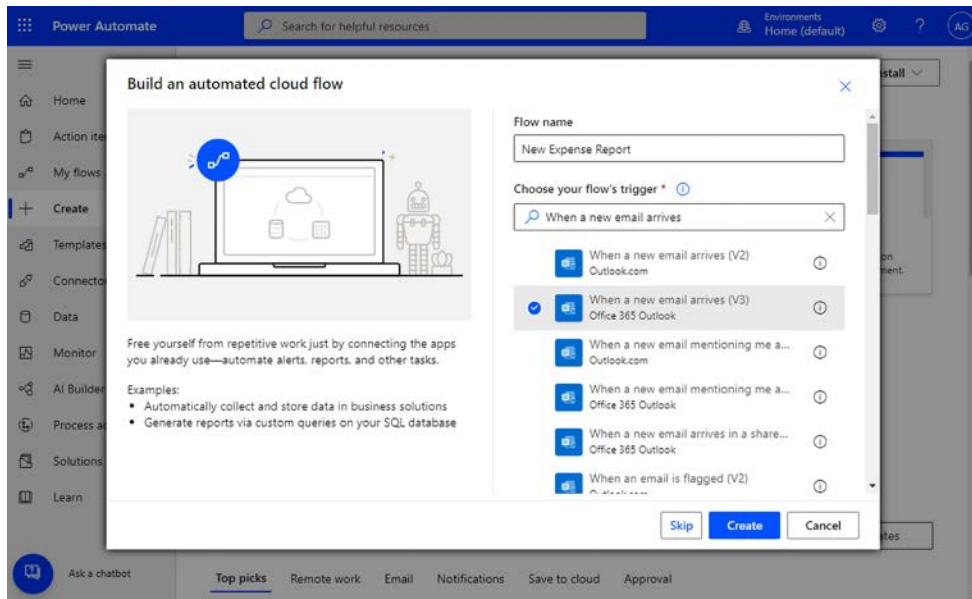 Power Automate
Search for helpful resources
Environments
Home (default)
?
AG
Home
Action ite
My flows
Create
Templates
Connecto
Data
Monitor
AI Builder
Process a
Solutions
Learn
Ask a chatbot
stall
on
ment.
Build an automated cloud flow
Free yourself from repetitive work just by connecting the apps
you already use—automate alerts, reports, and other tasks.
Examples:
• Automatically collect and store data in business solutions
• Generate reports via custom queries on your SQL database
Flow name
New Expense Report
Choose your flow's trigger *
When a new email arrives
When a new email arrives (V2)
Outlook.com
When a new email arrives (V3)
Office 365 Outlook
When a new email mentioning me a...
Outlook.com
When a new email mentioning me a...
Office 365 Outlook
When a new email arrives in a share...
Office 365 Outlook
When an email is flagged (V2)
Skip
Create
Cancel
ates
Top picks
Remote work
Email
Notifications
Save to cloud
Approval